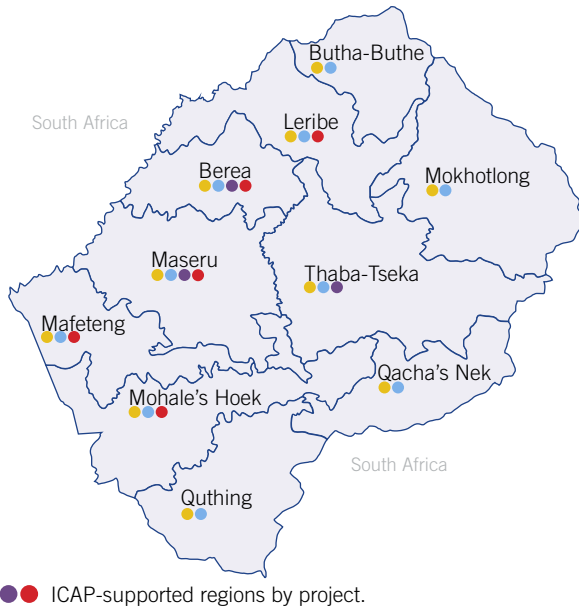 Butha-Buthe
South Africa
Leribe
Berea
Mokhotlong
Maseru
Thaba-Tseka
Mafeteng
Qacha's Nek
Mohale's Hoek
South Africa
Quthing
ICAP-supported regions by project.